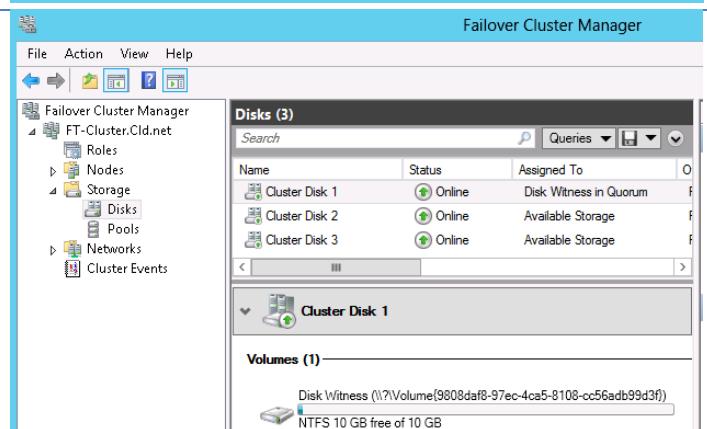 Failover Cluster Manager
File Action View Help
Failover Cluster Manager
FT-Cluster.Cld.net
Roles
Nodes
Storage
Disks
Pools
Networks
Cluster Events
Disks (3)
Search Queries
Name Status Assigned To O
Cluster Disk 1 Online Disk Witness in Quorum
Cluster Disk 2 Online Available Storage
Cluster Disk 3 Online Available Storage
Cluster Disk 1
Volumes (1)
Disk Witness (\\?\Volume{9808daf8-97ec-4ca5-8108-cc56adb99d3f})
NTFS 10 GB free of 10 GB